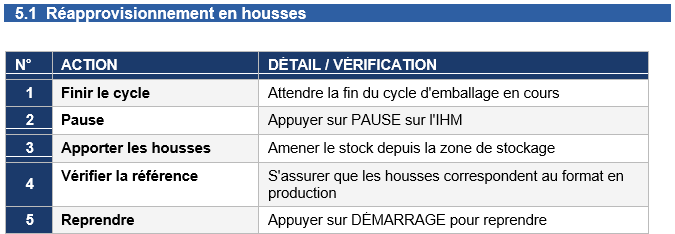 5.1 Réapprovisionnement en housses
N° ACTION DÉTAIL / VÉRIFICATION
1 Finir le cycle Attendre la fin du cycle d'emballage en cours
2 Pause Appuyer sur PAUSE sur l'IHM
3 Apporter les housses Amener le stock depuis la zone de stockage
4 Vérifier la référence S'assurer que les housses correspondent au format en
production
5 Reprendre Appuyer sur DÉMARRAGE pour reprendre